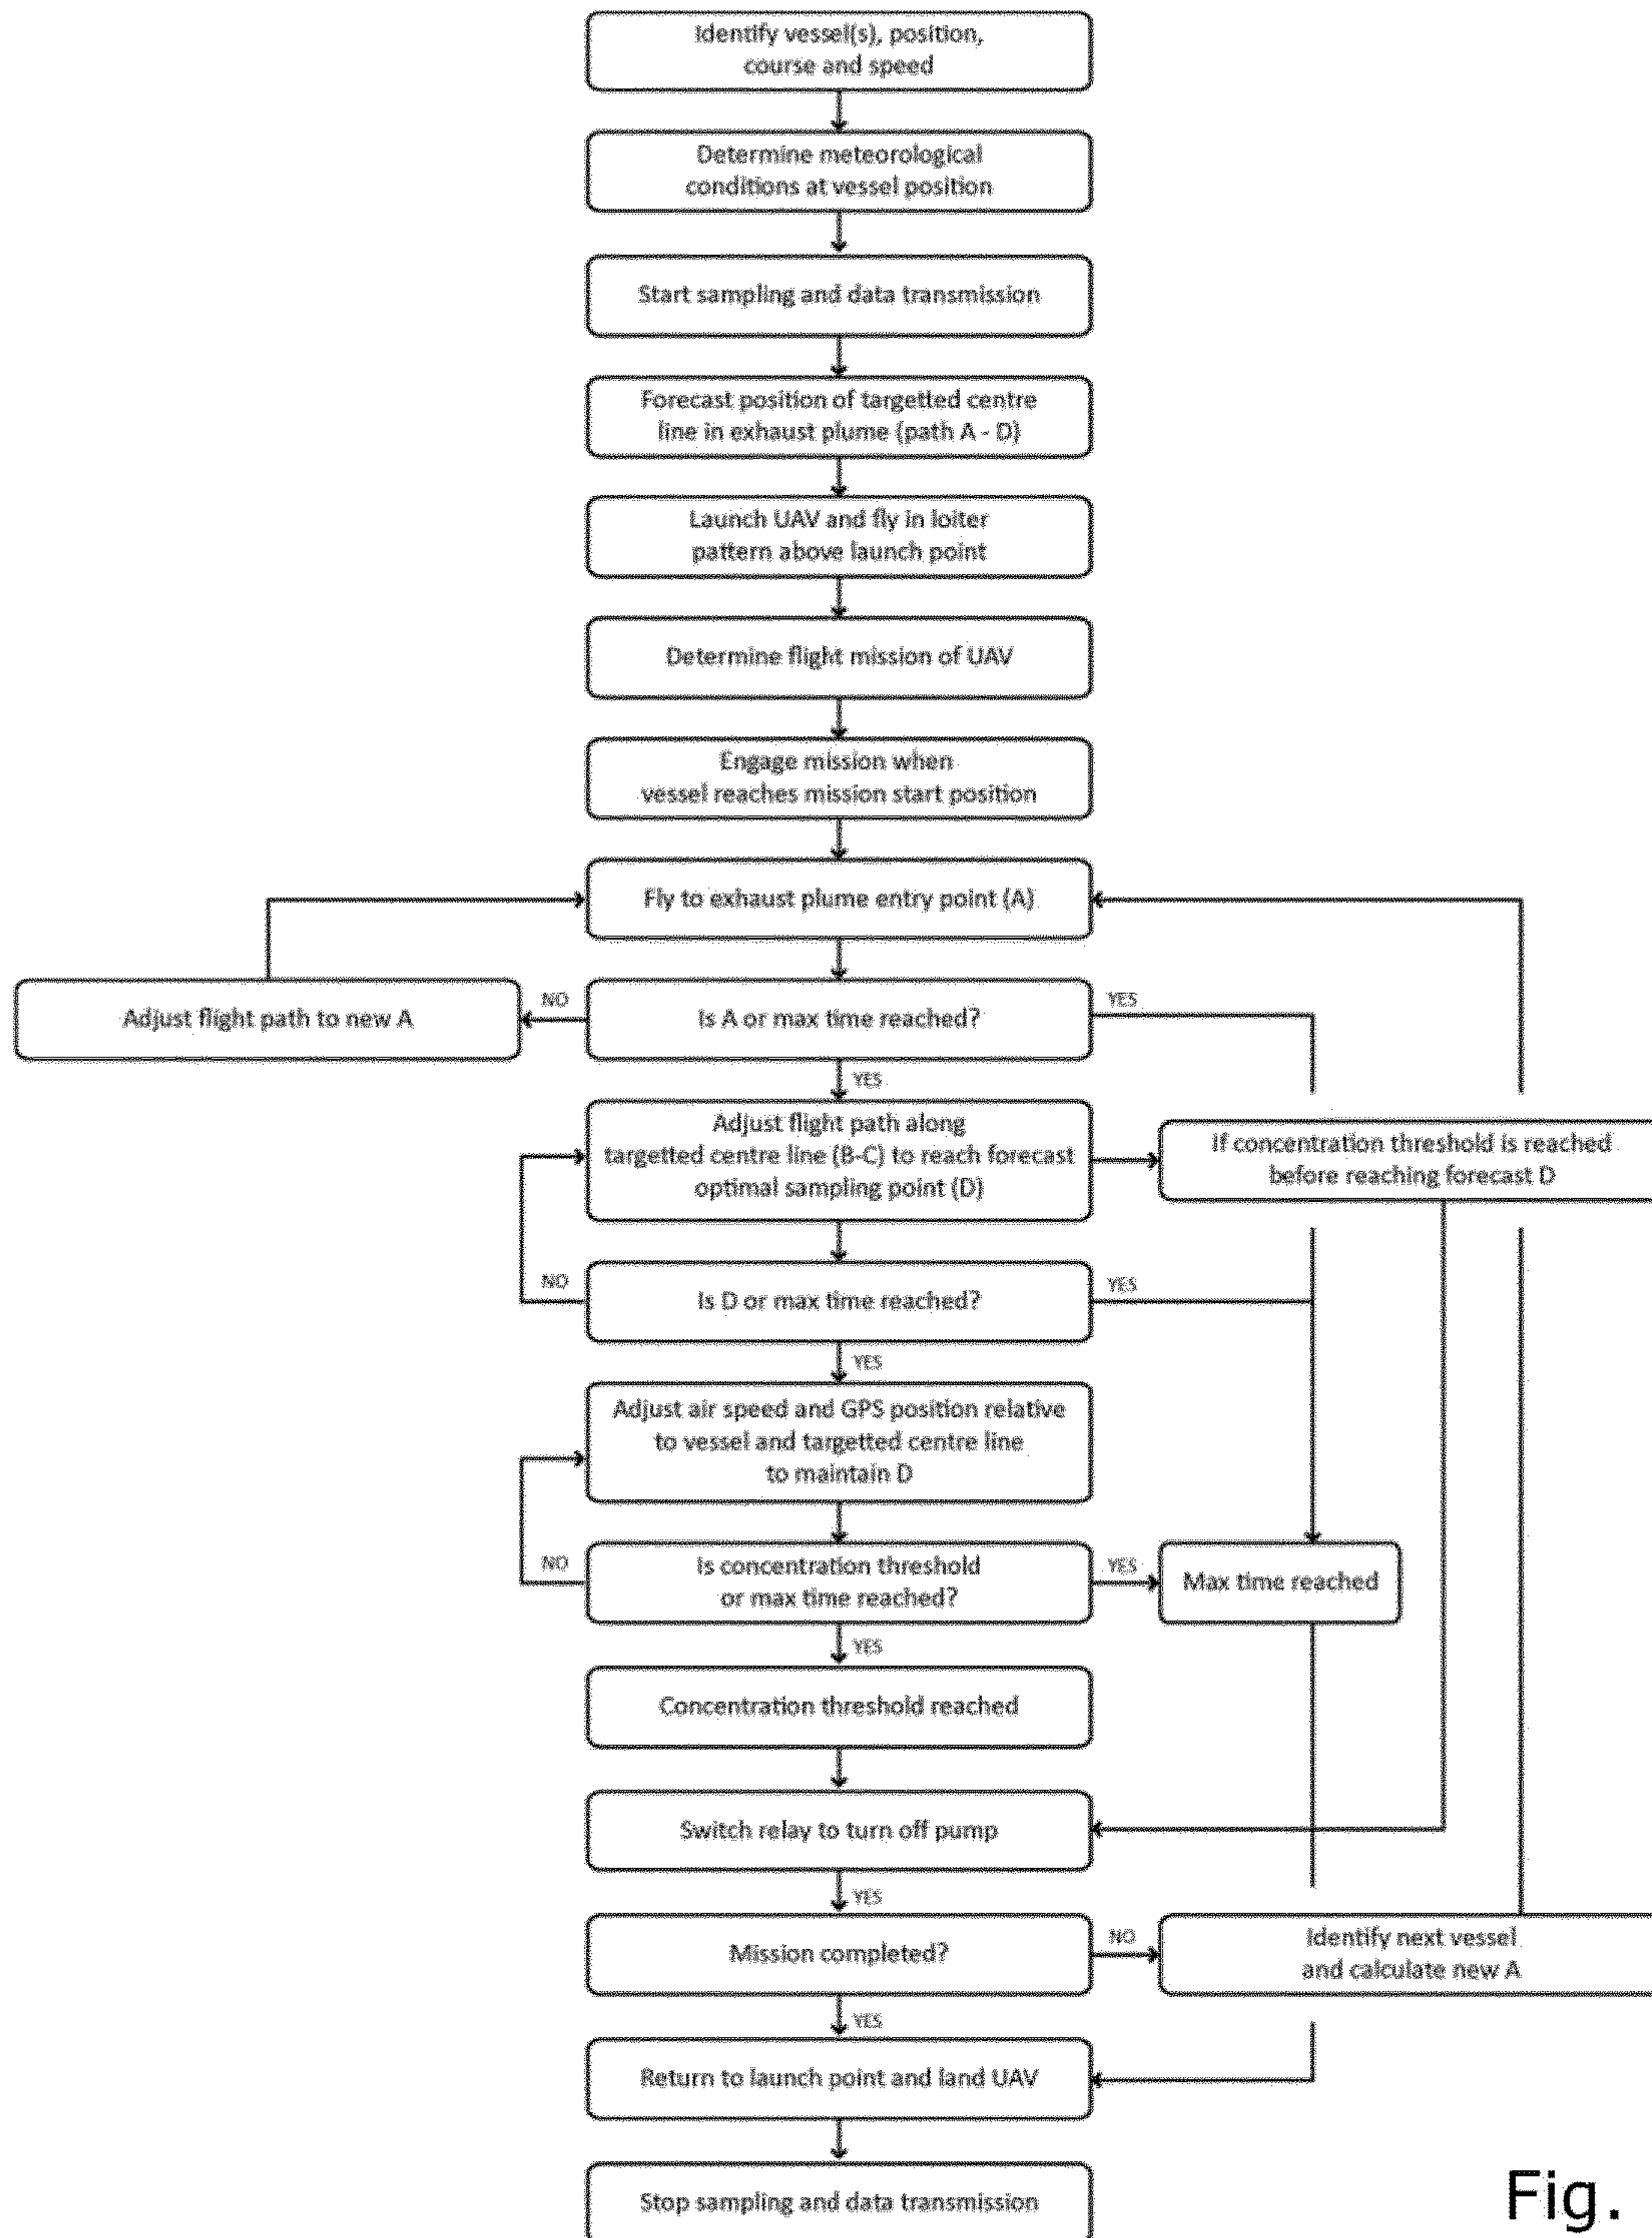 Identify vessel(s), position,
course and speed
Determine meteorological
conditions at vessel position
Start sampling and data transmission
Forecast position of targetted centre
line in exhaust plume (path A - D)
Launch UAV and fly in loiter
pattern above launch point
Determine flight mission of UAV
Engage mission when
vessel reaches mission start position
Fly to exhaust plume entry point (A)
Adjust flight path to new A
NO
Is A or max time reached?
YES
YES
Adjust flight path along
targetted centre line (B-C) to reach forecast
optimal sampling point (D)
If concentration threshold is reached
before reaching forecast D
NO
Is D or max time reached?
YES
YES
Adjust air speed and GPS position relative
to vessel and targetted centre line
to maintain D
NO
Is concentration threshold
or max time reached?
YES
Max time reached
YES
Concentration threshold reached
Switch relay to turn off pump
YES
Mission completed?
NO
Identify next vessel
and calculate new A
YES
Return to launch point and land UAV
Stop sampling and data transmission
Fig.